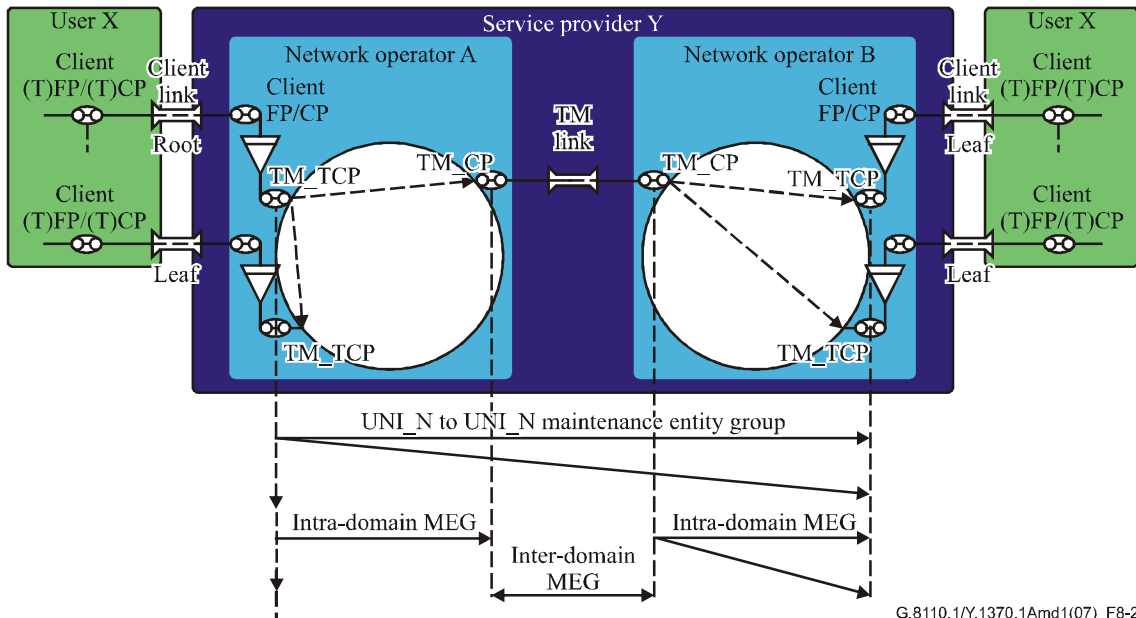 User X
Service provider Y
User X
Network operator A
Network operator B
Client
(T)FP/(T)CP
Client
link
Root
Client
FP/CP
TM
link
Client
FP/CP
Client
link
Leaf
Client
(T)FP/(T)CP
TM_TCP
TM_CP
TM_CP
TM_TCP
Client
(T)FP/(T)CP
Leaf
Client
(T)FP/(T)CP
Leaf
TM_TCP
TM_TCP
UNI_N to UNI_N maintenance entity group
Intra-domain MEG
Intra-domain MEG
Inter-domain
MEG
G.8110.1/Y.1370.1Amd1(07)_F8-2